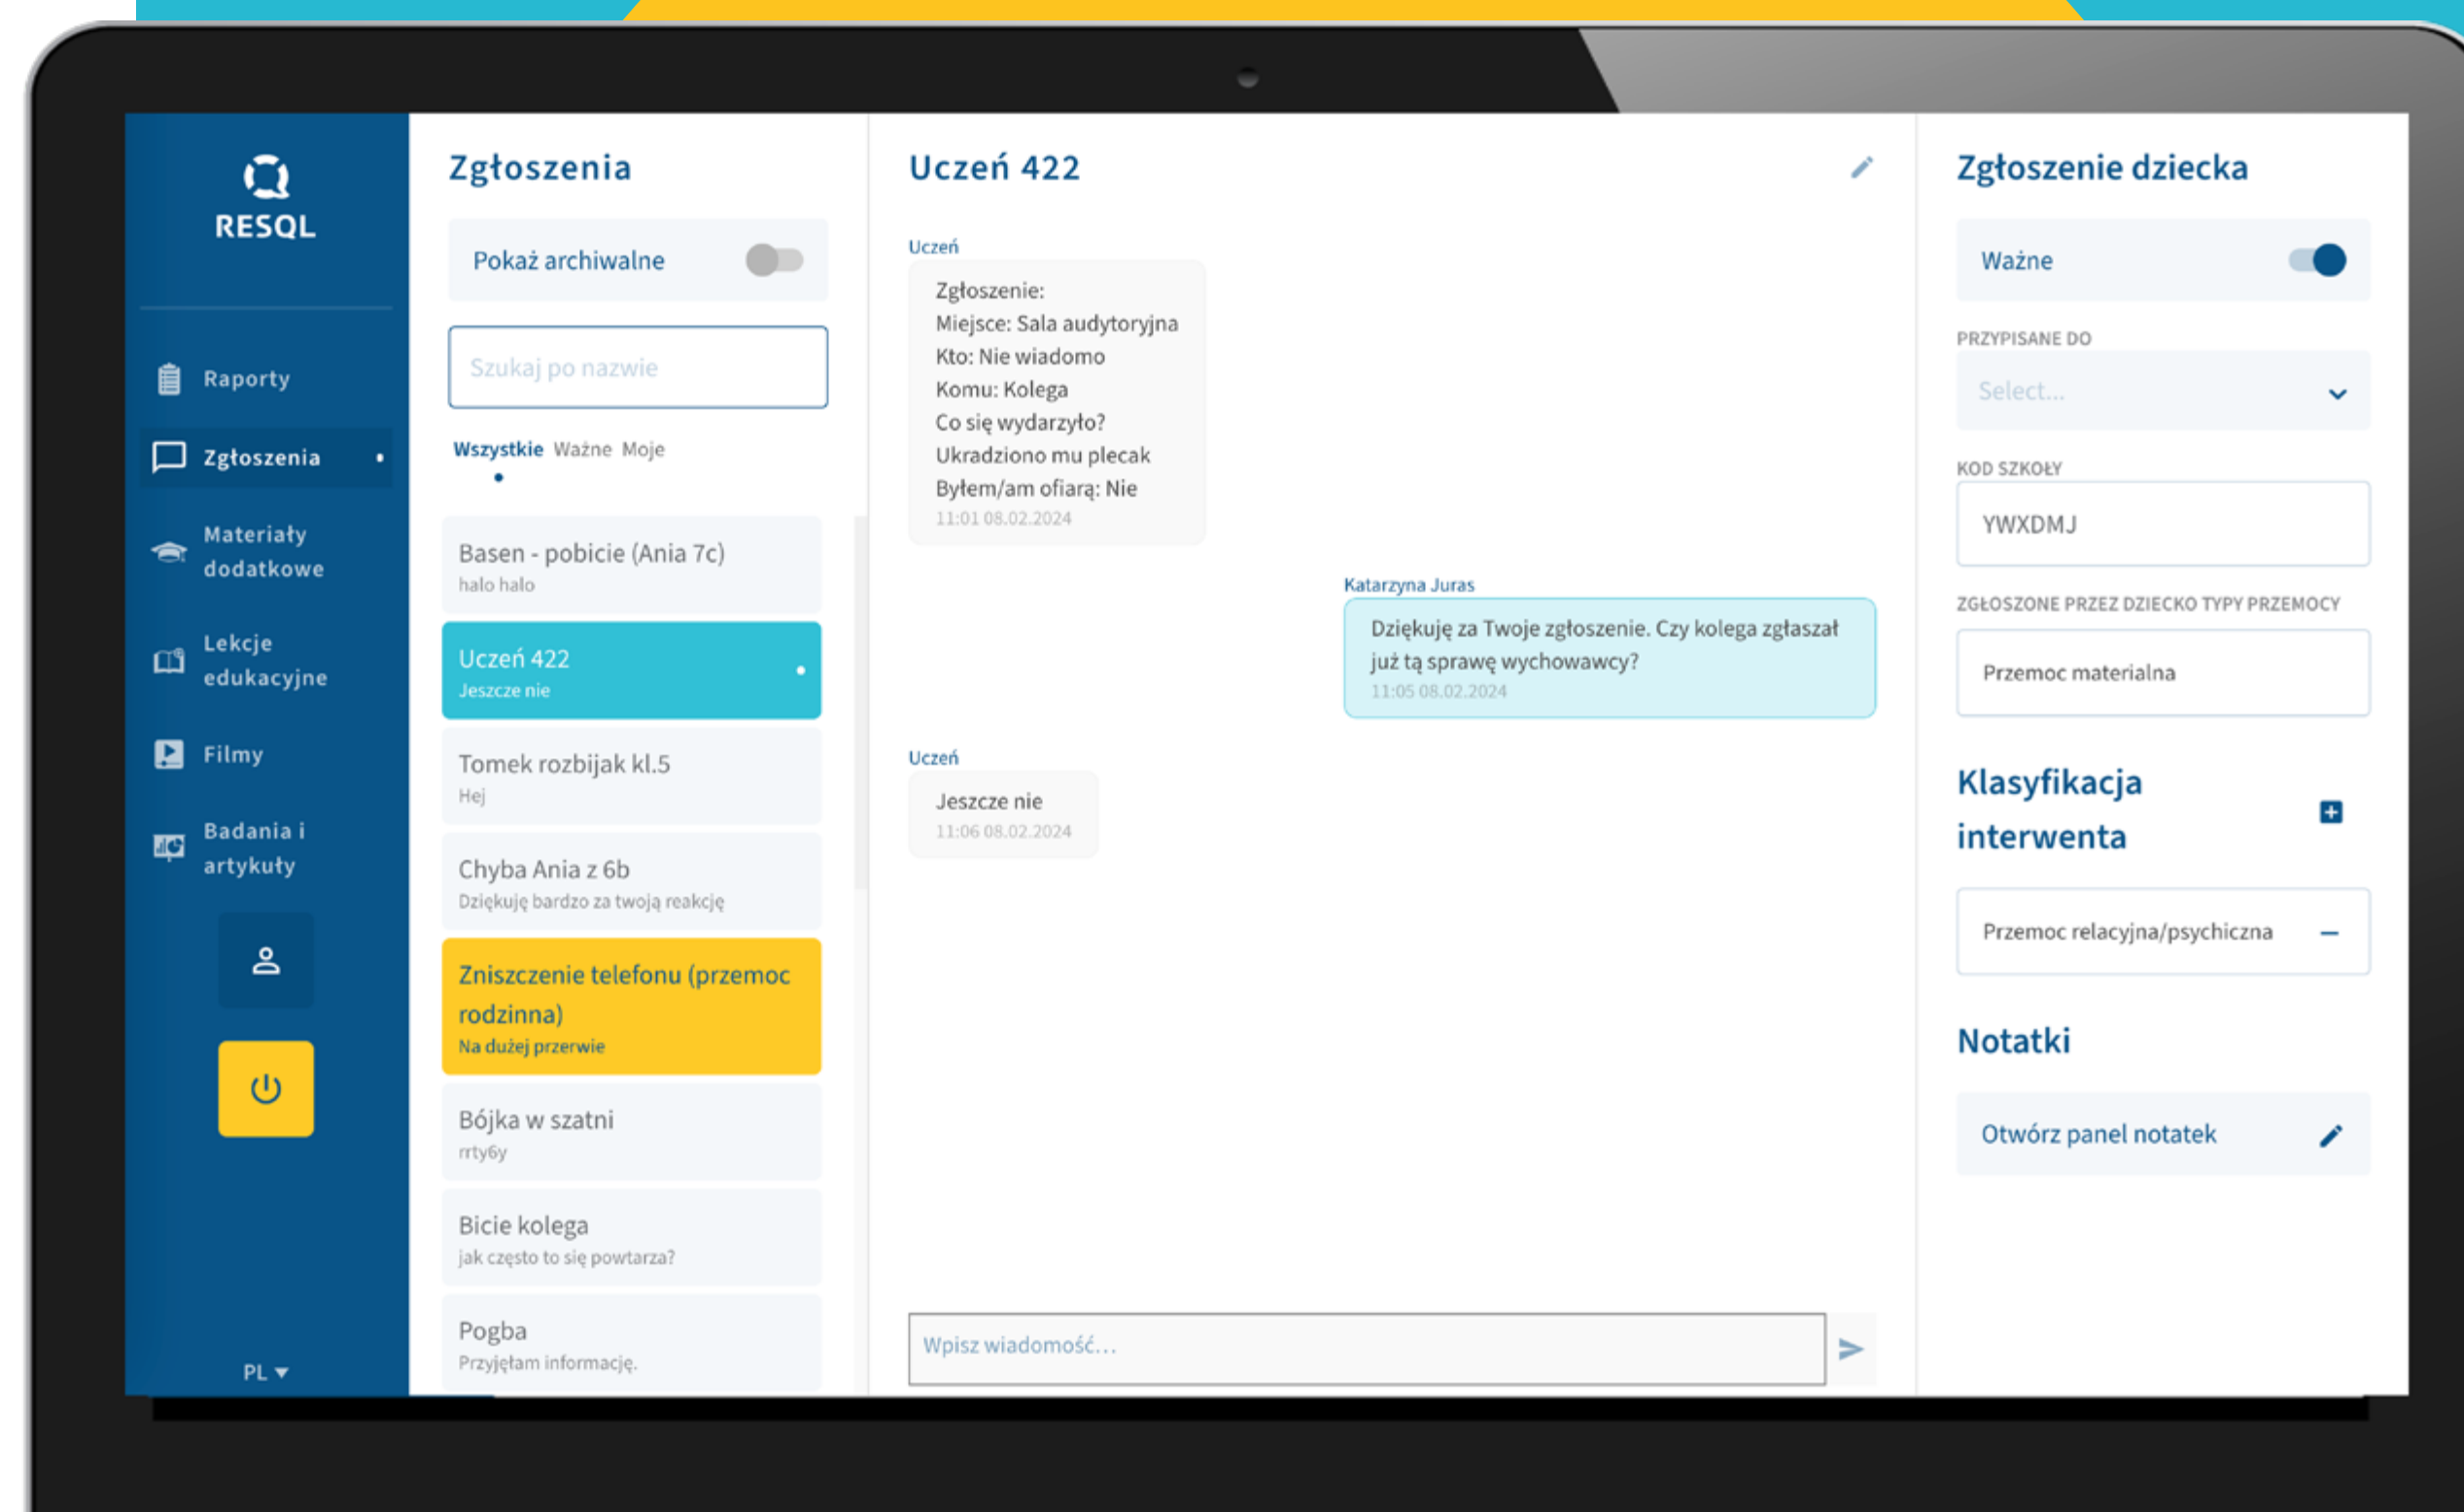 RESQL
Raporty
Zgłoszenia
Materiały
dodatkowe
Lekcje
edukacyjne
Filmy
Badania i
artykuły
PL
Zgłoszenia
Pokaż archiwalne
Szukaj po nazwie
Wszystkie Ważne Moje
Basen - pobicie (Ania 7c)
halo halo
Uczeń 422
Jeszcze nie
Tomek rozbijak kl.5
Hej
Chyba Ania z 6b
Dziękuję bardzo za twoją reakcję
Zniszczenie telefonu (przemoc
rodzinna)
Na dużej przerwie
Bójka w szatni
rrty6y
Bicie kolega
jak często to się powtarza?
Pogba
Przyjęłam informację.
Uczeń 422
Uczeń
Zgłoszenie:
Miejsce: Sala audytoryjna
Kto: Nie wiadomo
Komu: Kolega
Co się wydarzyło?
Ukradziono mu plecak
Byłem/am ofiarą: Nie
11:01 08.02.2024
Katarzyna Juras
Dziękuję za Twoje zgłoszenie. Czy kolega zgłaszał
już tą sprawę wychowawcy?
11:05 08.02.2024
Uczeń
Jeszcze nie
11:06 08.02.2024
Wpisz wiadomość...
Zgłoszenie dziecka
Ważne
PRZYPISANE DO
Select...
KOD SZKOŁY
YWXDMJ
ZGŁOSZONE PRZEZ DZIECKO TYPY PRZEMOCY
Przemoc materialna
Klasyfikacja
interwenta
Przemoc relacyjna/psychiczna
Notatki
Otwórz panel notatek